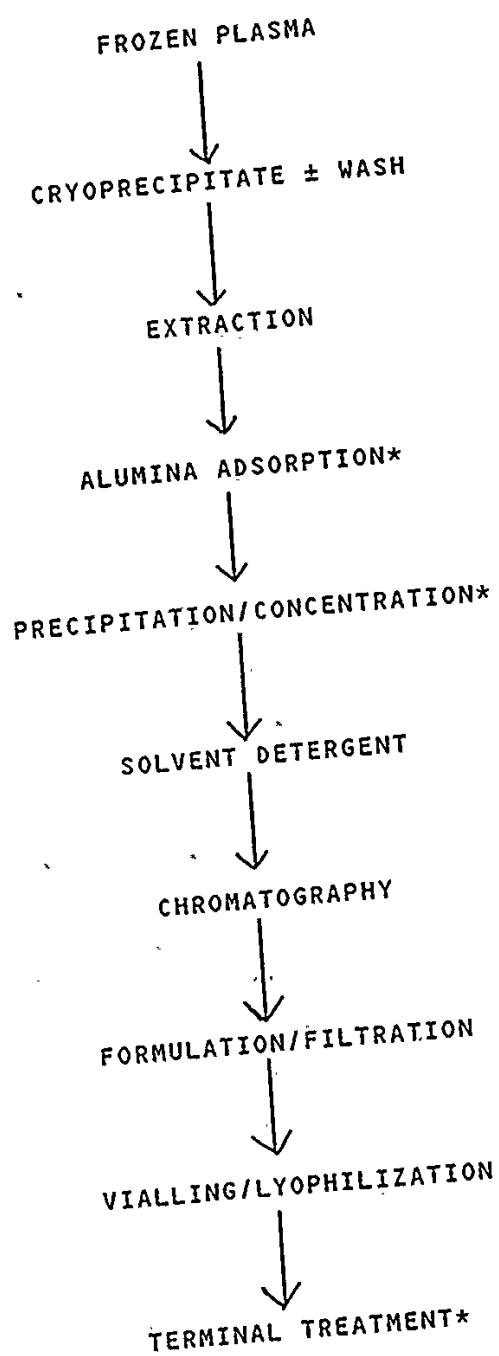 FROZEN PLASMA
CRYOPRECIPITATE ± WASH
EXTRACTION
ALUMINA ADSORPTION*
PRECIPITATION/CONCENTRATION*
SOLVENT DETERGENT
CHROMATOGRAPHY
FORMULATION/FILTRATION
VIALLING/LYOPHILIZATION
TERMINAL TREATMENT*